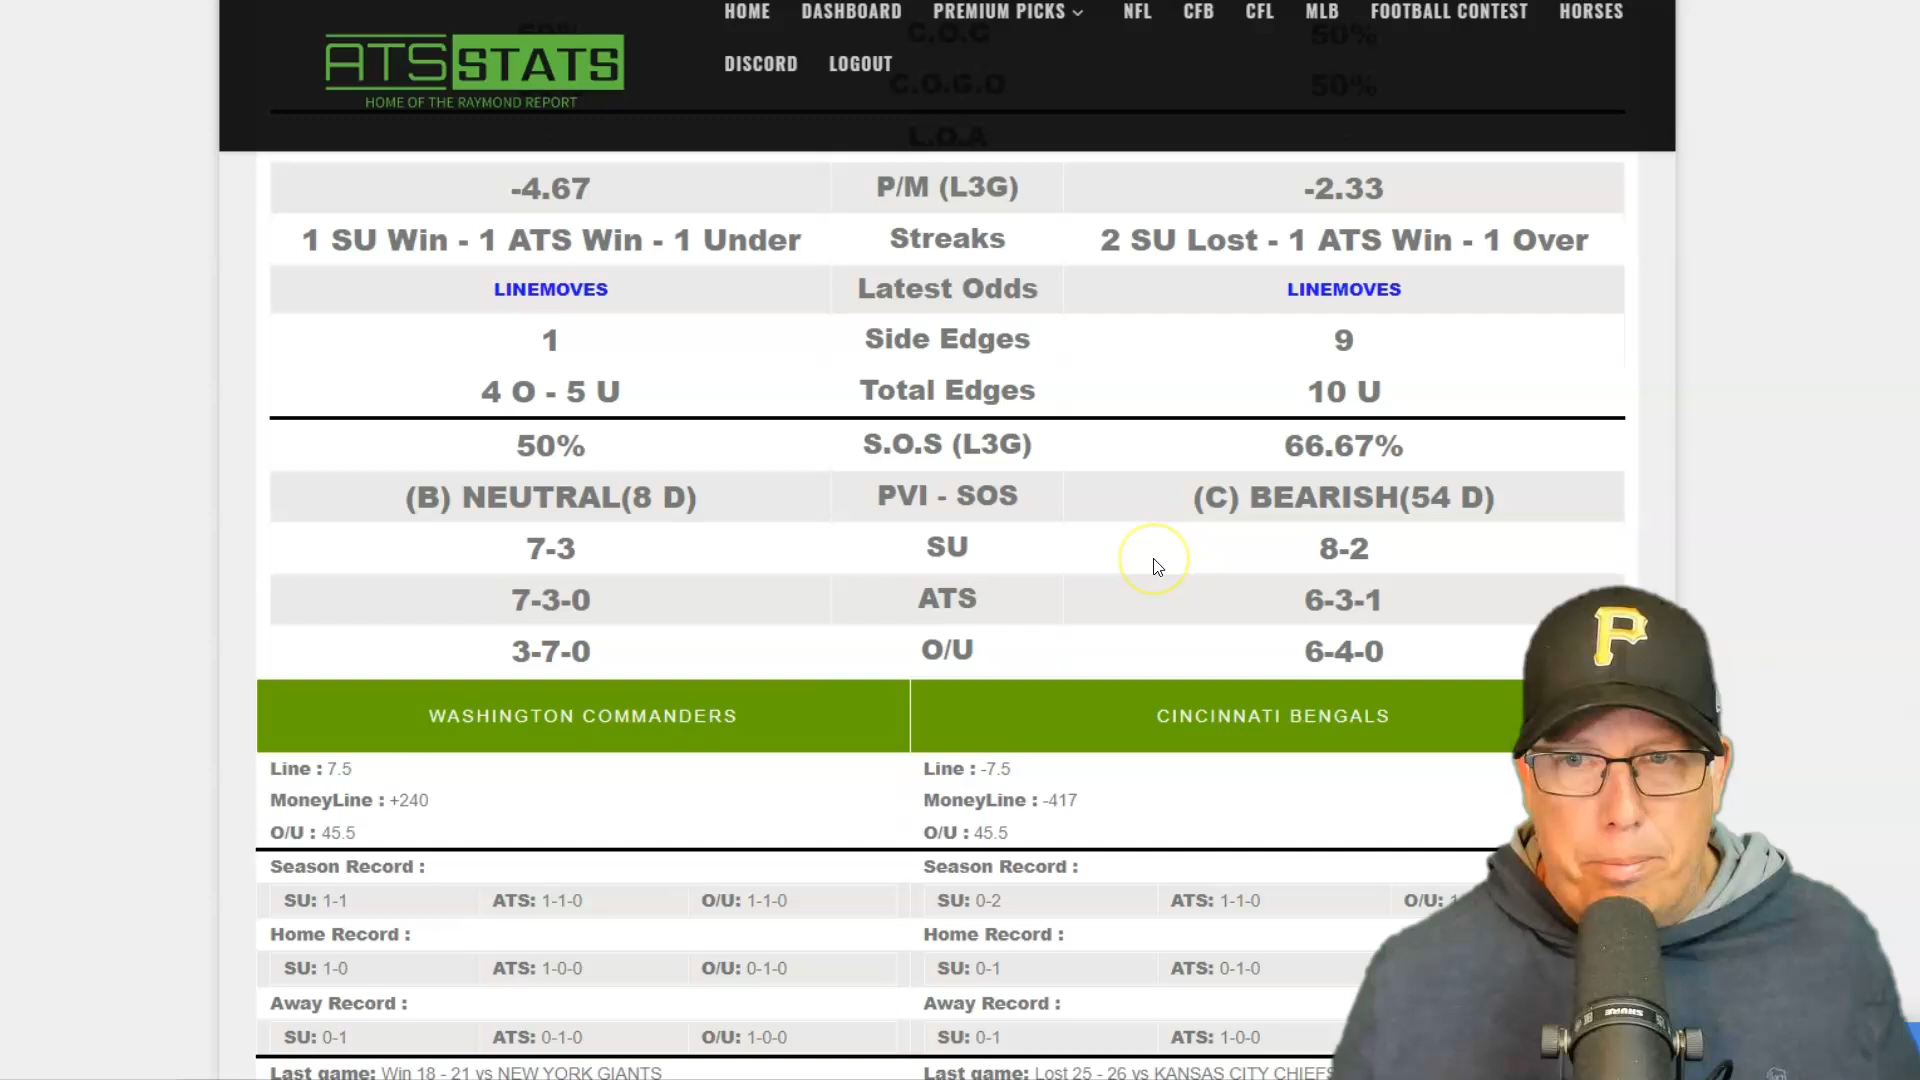 HOME DASHBOARD PREMIUM PICKS NFL CFB CFL MLB FOOTBALL CONTEST HORSES
DISCORD LOGOUT
ATS STATS
HOME OF THE RAYMOND REPORT
50% C.O.C 50%
C.O.G.O 50%
L.O.A
-4.67 P/M (L3G) -2.33
1 SU Win - 1 ATS Win - 1 Under Streaks 2 SU Lost - 1 ATS Win - 1 Over
LINEMOVES Latest Odds LINEMOVES
1 Side Edges 9
4 O - 5 U Total Edges 10 U
50% S.O.S (L3G) 66.67%
(B) NEUTRAL(8 D) PVI - SOS (C) BEARISH(54 D)
7-3 SU 8-2
7-3-0 ATS 6-3-1
3-7-0 O/U 6-4-0
WASHINGTON COMMANDERS CINCINNATI BENGALS
Line : 7.5 Line : -7.5
MoneyLine : +240 MoneyLine : -417
O/U : 45.5 O/U : 45.5
Season Record : Season Record :
SU: 1-1 ATS: 1-1-0 O/U: 1-1-0 SU: 0-2 ATS: 1-1-0 O/U:
Home Record : Home Record :
SU: 1-0 ATS: 1-0-0 O/U: 0-1-0 SU: 0-1 ATS: 0-1-0
Away Record : Away Record :
SU: 0-1 ATS: 0-1-0 O/U: 1-0-0 SU: 0-1 ATS: 1-0-0
Last game: Win 18 - 21 vs NEW YORK GIANTS Last game: Lost 25 - 26 vs KANSAS CITY CHIEFS
P
SHURE